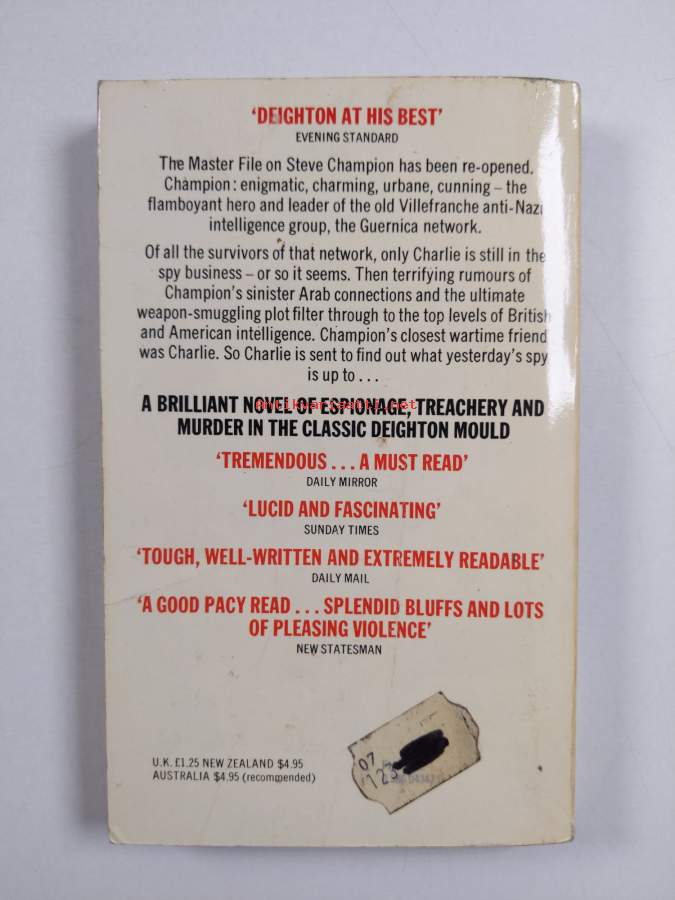 ‘DEIGHTON AT HIS BEST’
EVENING STANDARD
The Master File on Steve Champion has been re-opened.
Champion: enigmatic, charming, urbane, cunning – the
flamboyant hero and leader of the old Villefranche anti-Nazi
intelligence group, the Guernica network.
Of all the survivors of that network, only Charlie is still in the
spy business – or so it seems. Then terrifying rumours of
Champion’s sinister Arab connections and the ultimate
weapon-smuggling plot filter through to the top levels of British
and American intelligence. Champion’s closest wartime friend
was Charlie. So Charlie is sent to find out what yesterday’s spy
is up to . . .
antikvariaatti.net
A BRILLIANT NOVEL OF ESPIONAGE, TREACHERY AND
MURDER IN THE CLASSIC DEIGHTON MOULD
‘TREMENDOUS . . . A MUST READ’
DAILY MIRROR
‘LUCID AND FASCINATING’
SUNDAY TIMES
‘TOUGH, WELL-WRITTEN AND EXTREMELY READABLE’
DAILY MAIL
‘A GOOD PACY READ . . . SPLENDID BLUFFS AND LOTS
OF PLEASING VIOLENCE’
NEW STATESMAN
U.K. £1.25 NEW ZEALAND $4.95
AUSTRALIA $4.95 (recommended)
07